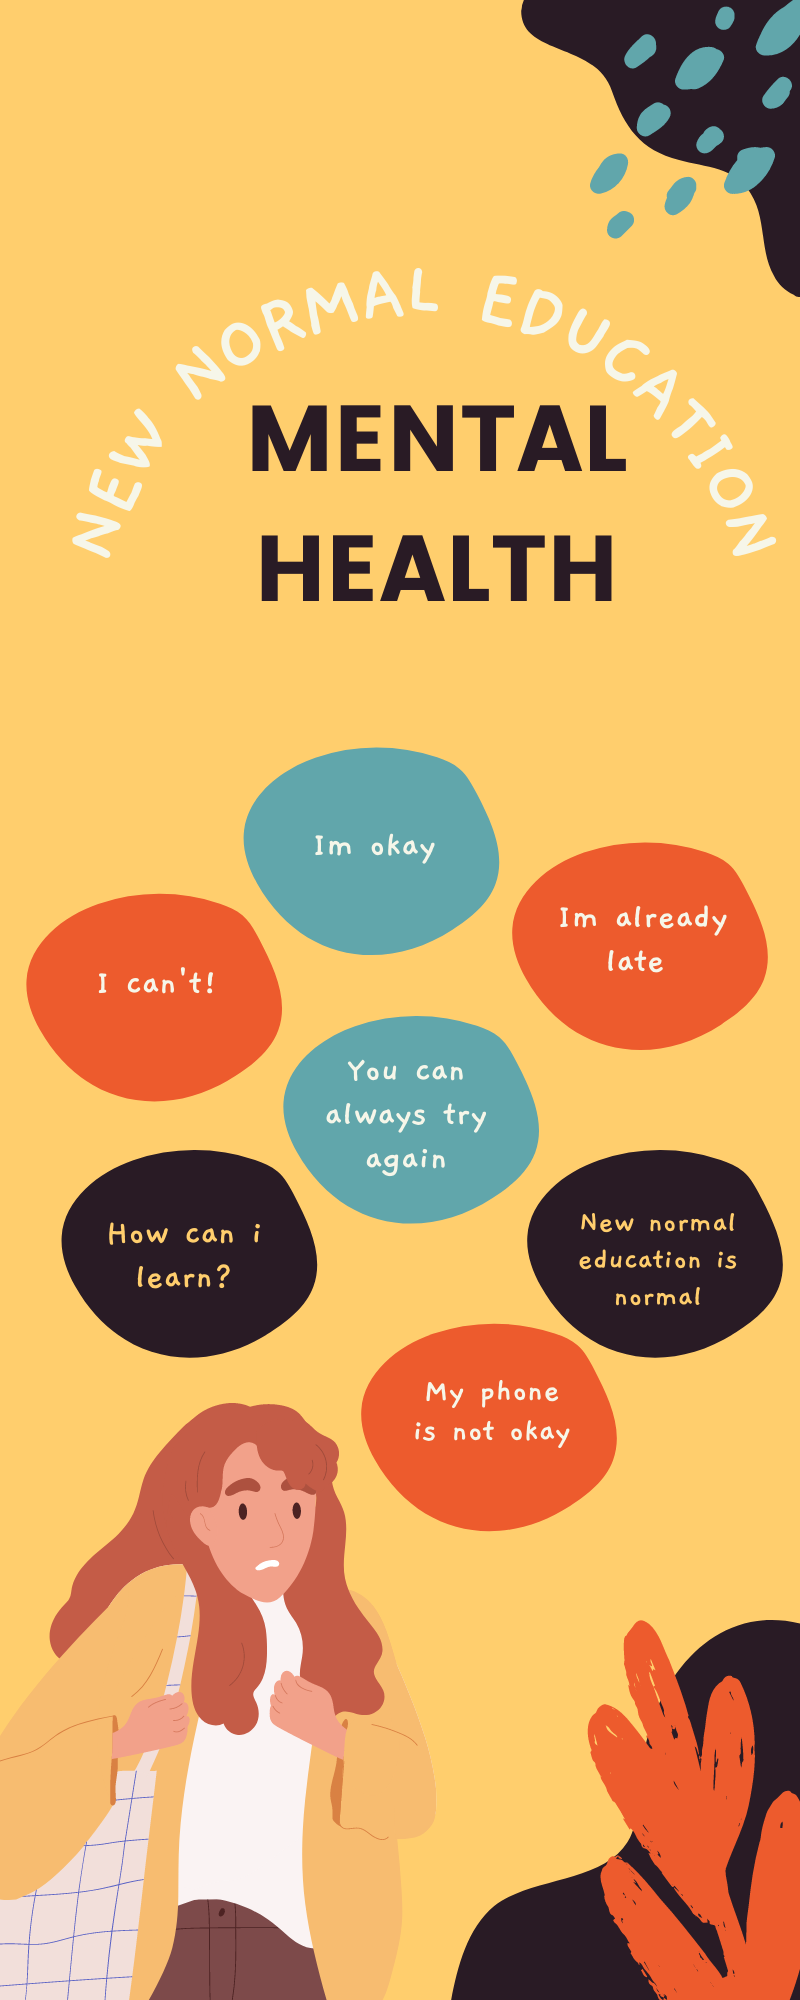 NEW NORMAL EDUCATION
MENTAL
HEALTH
Im okay
Im already
late
I can't!
You can
always try
again
How can i
learn?
New normal
education is
normal
My phone
is not okay